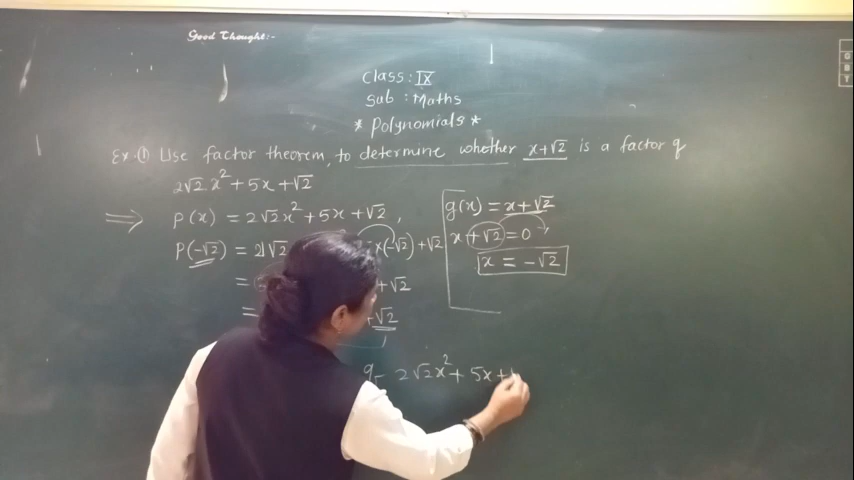 Good Thought:-
Class: IX
Sub : Maths
* Polynomials *
Ex.(1) Use factor theorem, to determine whether x+√2 is a factor of
2√2 x² + 5x + √2
⟹ P(x) = 2√2x² + 5x + √2,
P(-√2) = 2√2 x(-√2) + √2
= + √2
= +√2
g(x) = x + √2
x + √2 = 0
x = -√2
of 2√2x² + 5x +
G
B
T